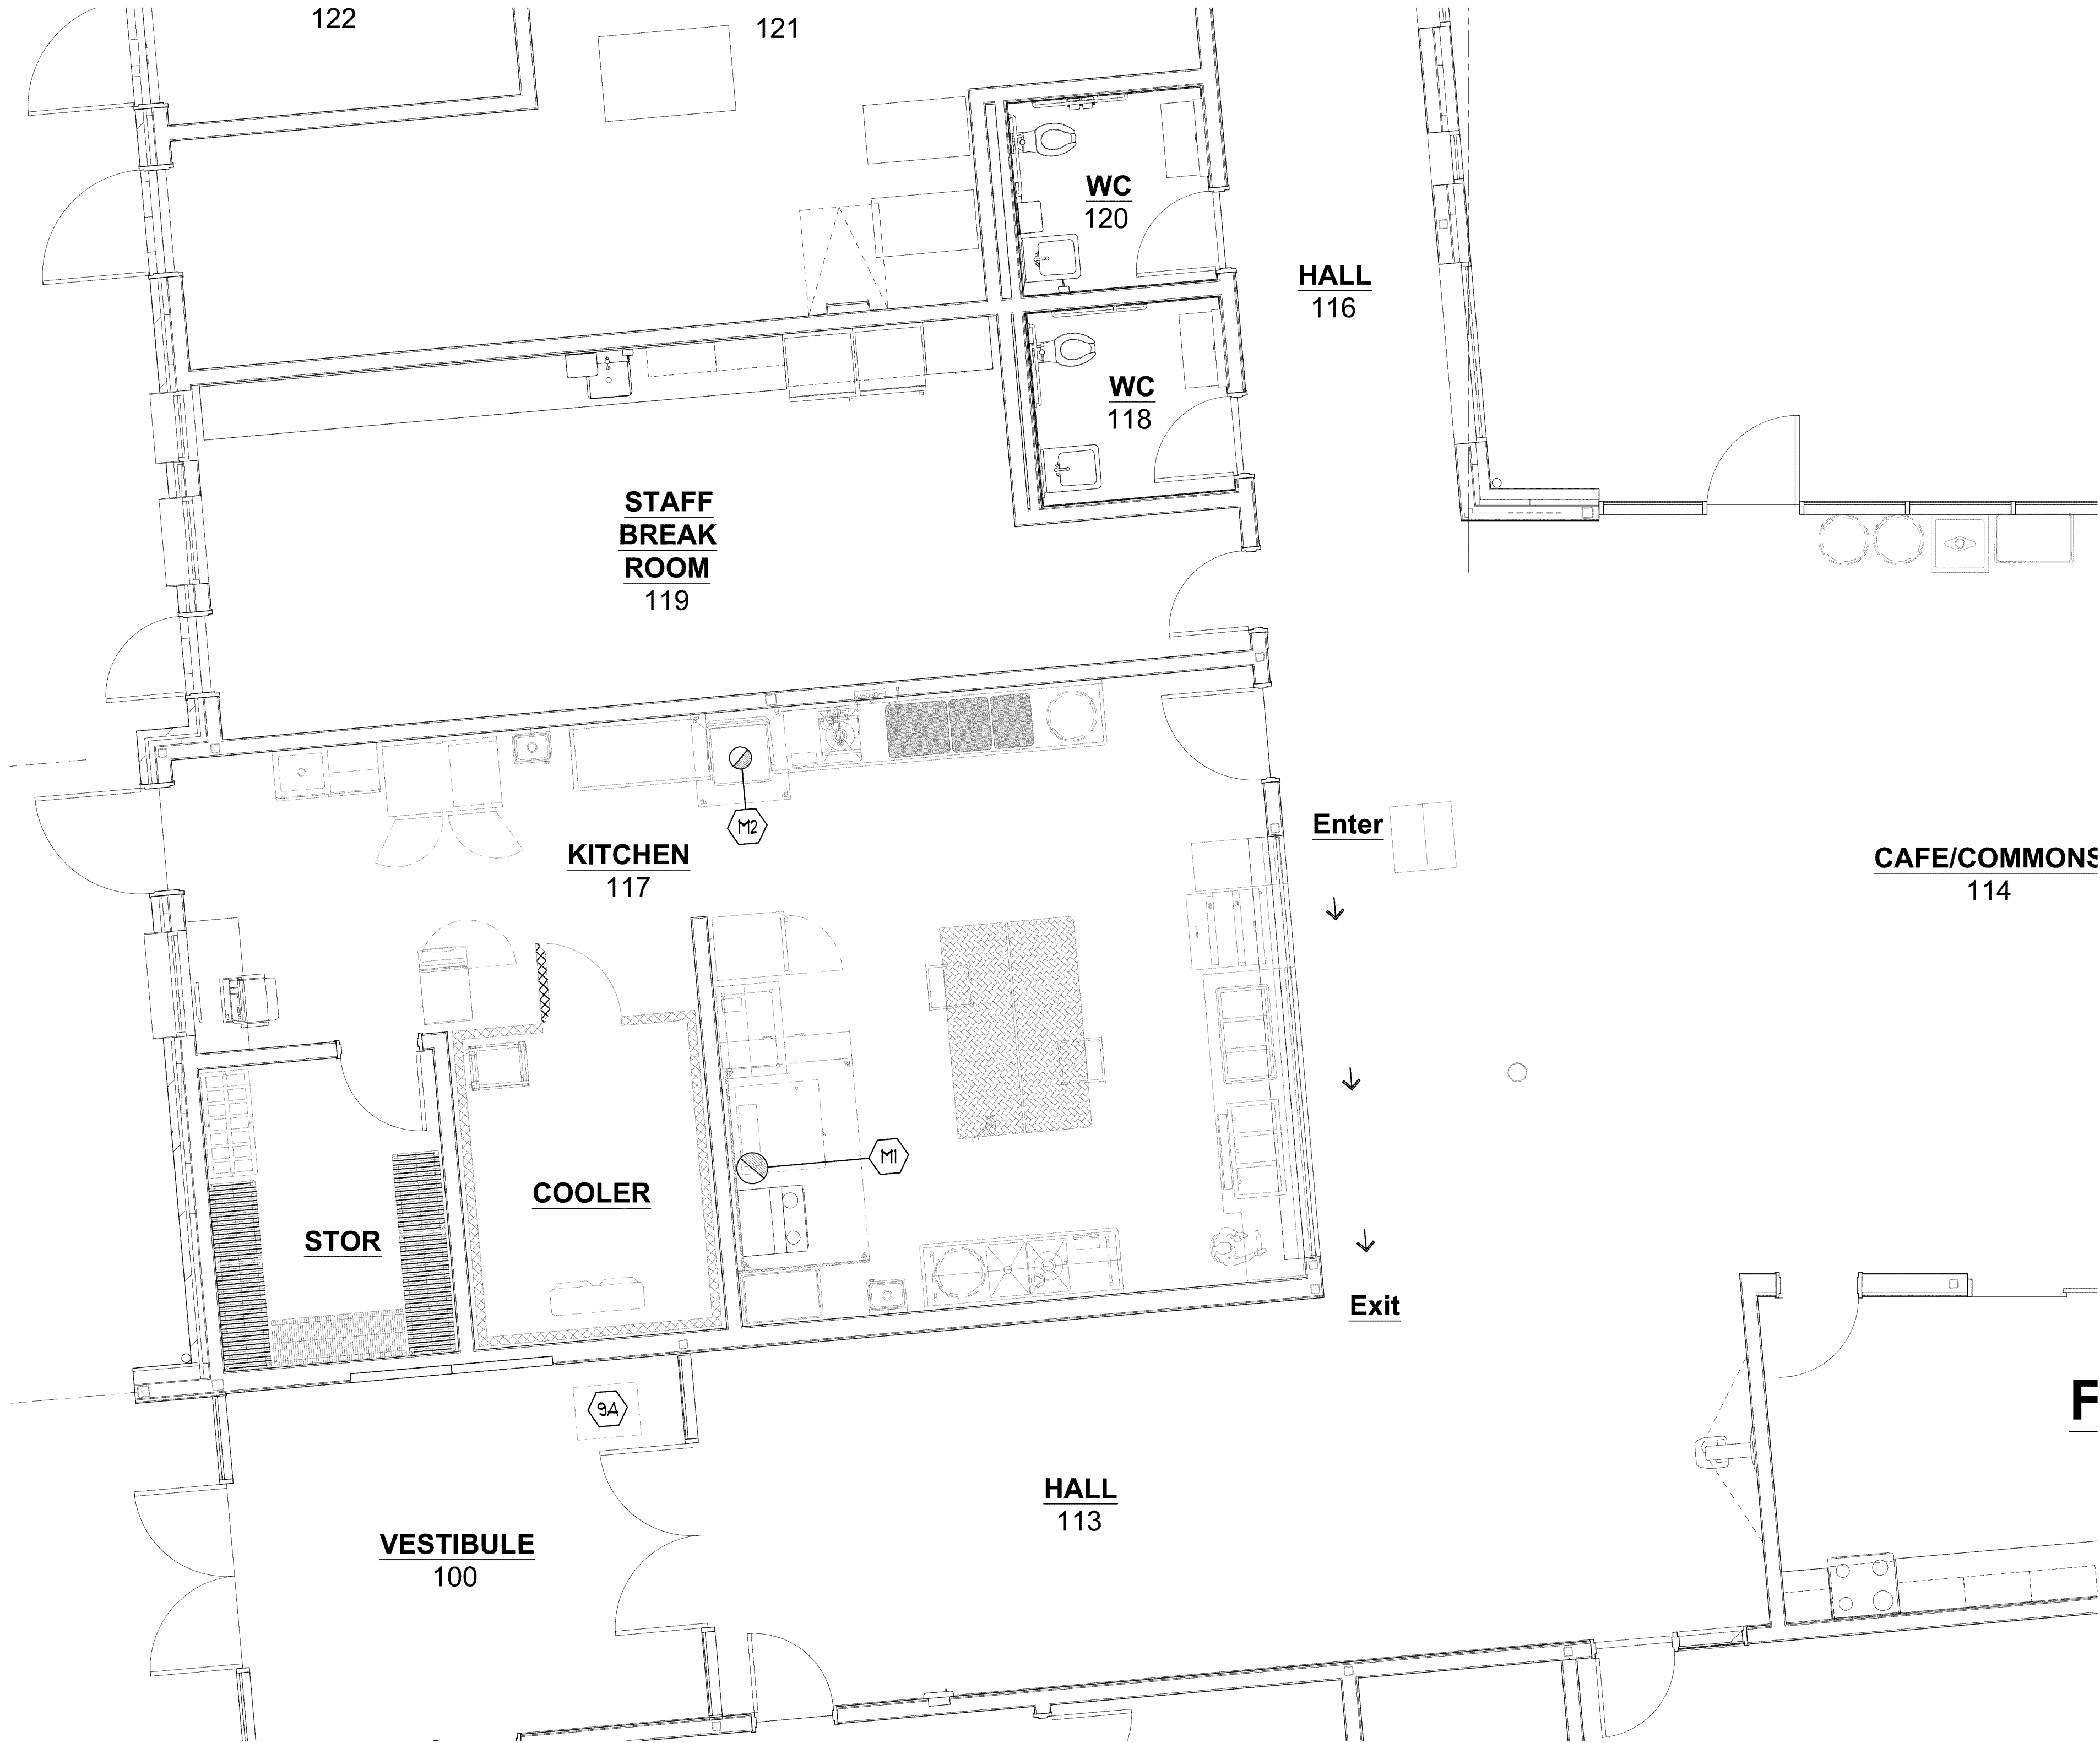 122
121
WC
120
HALL
116
WC
118
STAFF
BREAK
ROOM
119
M2
Enter
KITCHEN
117
CAFE/COMMONS
114
M1
COOLER
STOR
Exit
9A
F
HALL
113
VESTIBULE
100